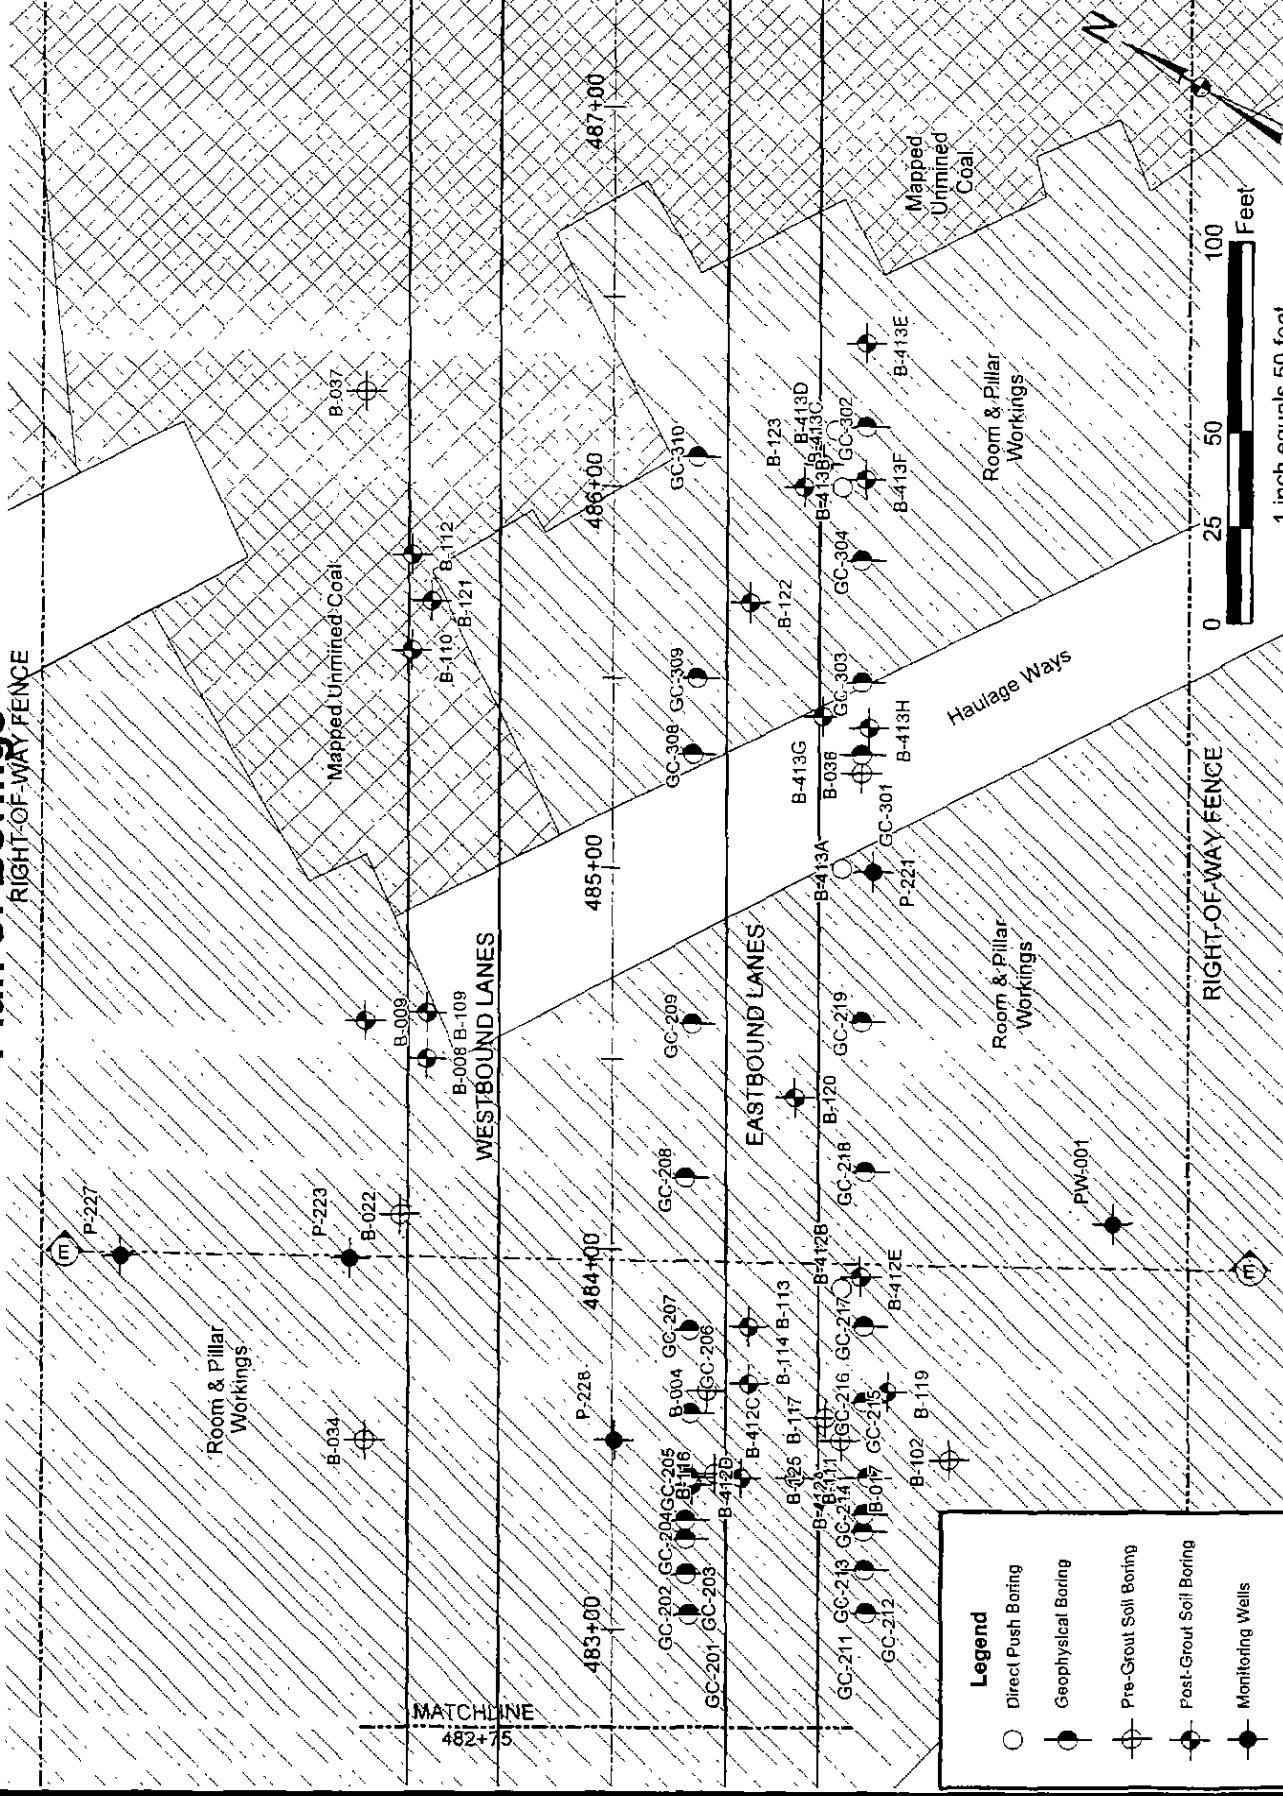 RIGHT-OF-WAY FENCE
P-227
P-223
B-022
E
Room & Pillar
Workings
B-034
B-037
Mapped Unmined Coal
B-112
B-121
B-110
B-009
B-109
B-008
WESTBOUND LANES
MATCHLINE
482+75
483+00
484+00
485+00
486+00
487+00
P-228
GC-310
GC-309
GC-308
GC-209
GC-208
GC-207
GC-206
B-004
GC-205
B-116
GC-204
GC-203
GC-202
GC-201
EASTBOUND LANES
B-123
B-122
B-120
B-113
B-114
B-412C
B-412D
B-117
B-125
B-412A
B-111
B-413D
B-413C
B-413B
GC-302
B-413E
B-413F
GC-304
GC-303
B-413H
B-413G
B-036
GC-301
B-413A
P-221
GC-219
GC-218
B-412B
B-412E
GC-217
GC-216
GC-215
B-119
B-102
B-017
GC-214
GC-213
GC-212
GC-211
Haulage Ways
Room & Pillar
Workings
Room & Pillar
Workings
Mapped
Unmined
Coal
PW-001
E
RIGHT-OF-WAY FENCE
N
0 25 50 100
Feet
1 inch equals 50 feet
Legend
Direct Push Boring
Geophysical Boring
Pre-Grout Soil Boring
Post-Grout Soil Boring
Monitoring Wells